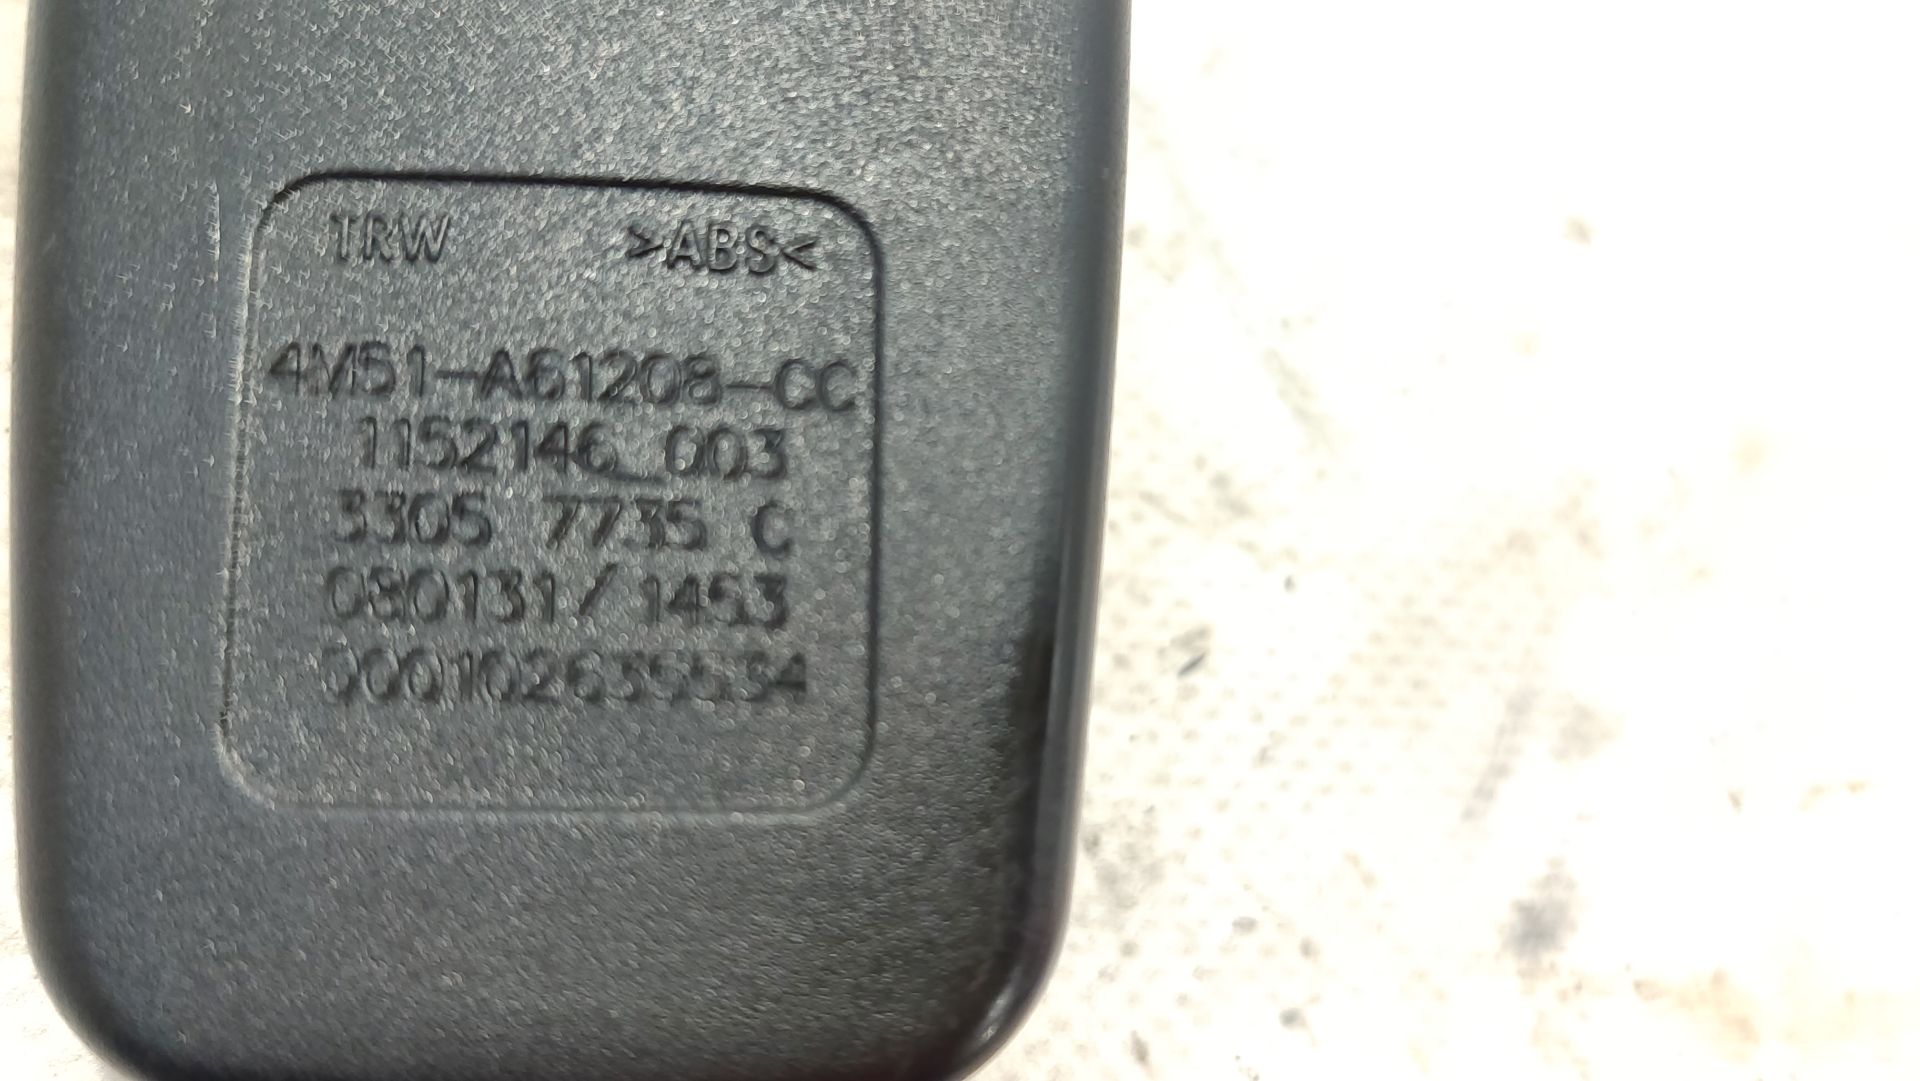 TRW >ABS<
4M51-A61208-CC
1152146_003
3305 7735 C
080131/1453
000102635534